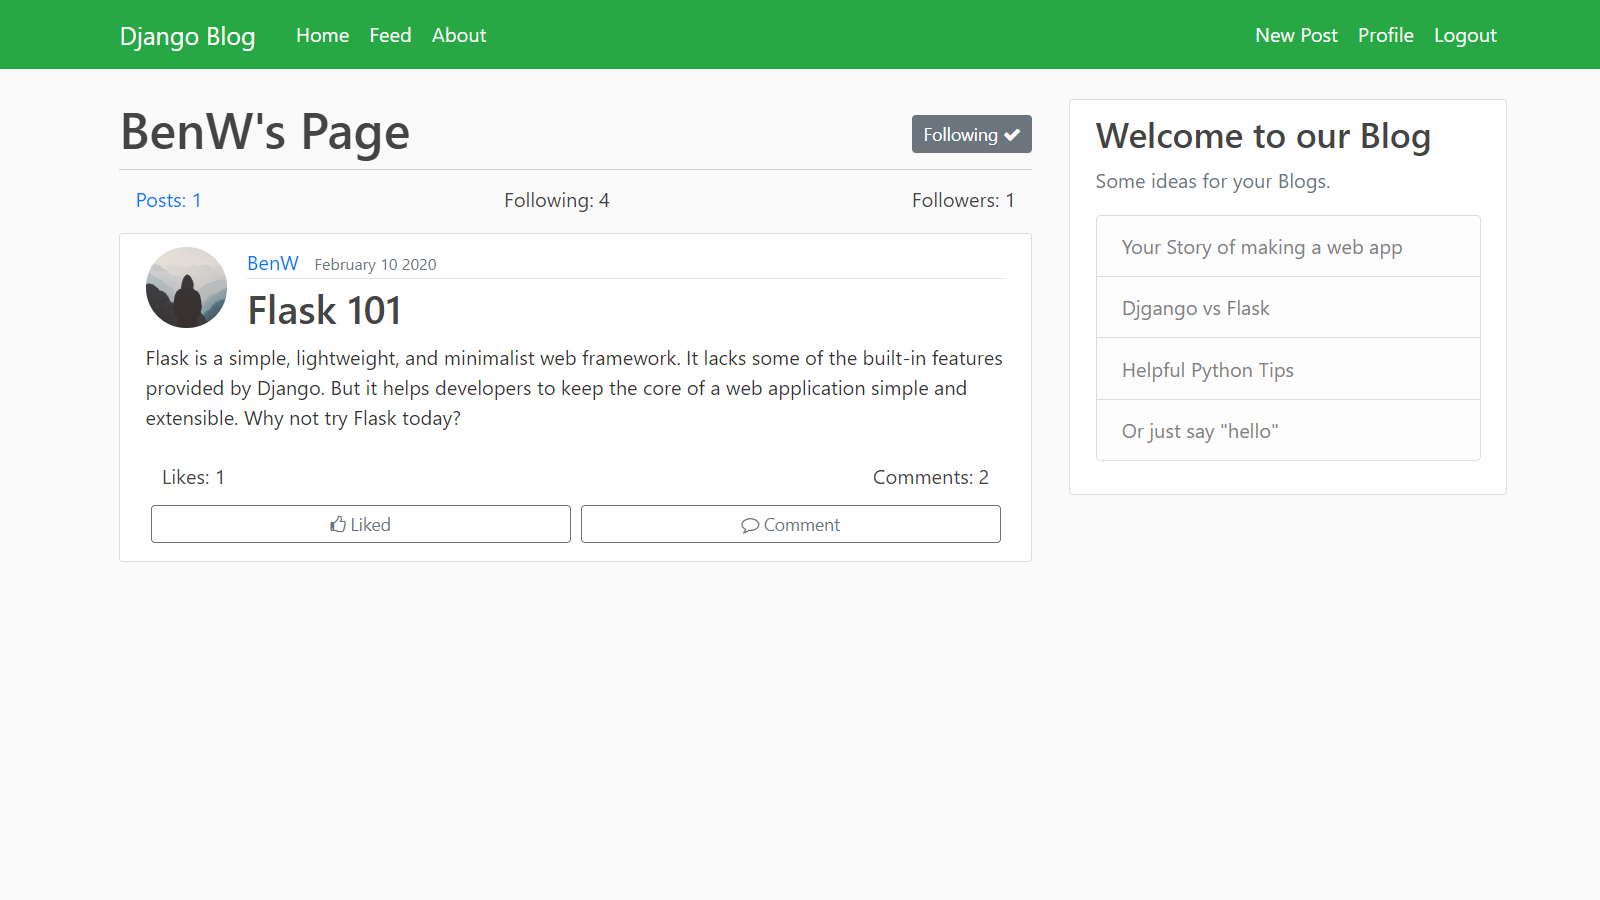 Django Blog Home Feed About New Post Profile Logout
BenW's Page
Following
Posts: 1 Following: 4 Followers: 1
BenW February 10 2020
Flask 101
Flask is a simple, lightweight, and minimalist web framework. It lacks some of the built-in features
provided by Django. But it helps developers to keep the core of a web application simple and
extensible. Why not try Flask today?
Likes: 1 Comments: 2
Liked Comment
Welcome to our Blog
Some ideas for your Blogs.
Your Story of making a web app
Djgango vs Flask
Helpful Python Tips
Or just say "hello"